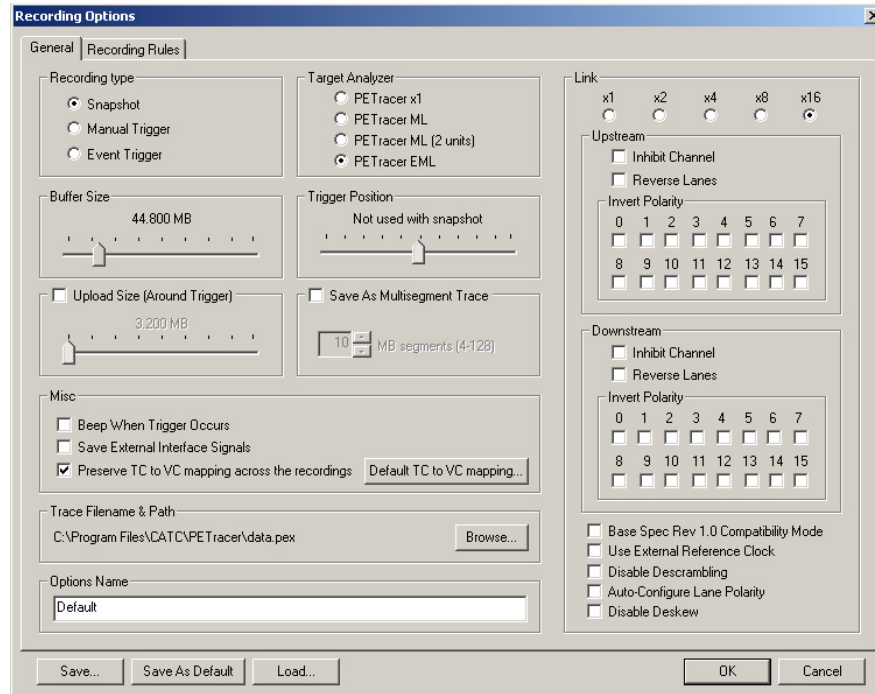 Recording Options
General
Recording Rules
Recording type
Snapshot
Manual Trigger
Event Trigger
Target Analyzer
PETracer x1
PETracer ML
PETracer ML (2 units)
PETracer EML
Buffer Size
44.800 MB
Trigger Position
Not used with snapshot
Upload Size (Around Trigger)
3.200 MB
Save As Multisegment Trace
10 MB segments (4-128)
Misc
Beep When Trigger Occurs
Save External Interface Signals
Preserve TC to VC mapping across the recordings
Default TC to VC mapping...
Trace Filename & Path
C:\Program Files\CATC\PETracer\data.pex
Browse...
Options Name
Default
Link
x1 x2 x4 x8 x16
Upstream
Inhibit Channel
Reverse Lanes
Invert Polarity
0 1 2 3 4 5 6 7
8 9 10 11 12 13 14 15
Downstream
Inhibit Channel
Reverse Lanes
Invert Polarity
0 1 2 3 4 5 6 7
8 9 10 11 12 13 14 15
Base Spec Rev 1.0 Compatibility Mode
Use External Reference Clock
Disable Descrambling
Auto-Configure Lane Polarity
Disable Deskew
Save...
Save As Default
Load...
OK
Cancel